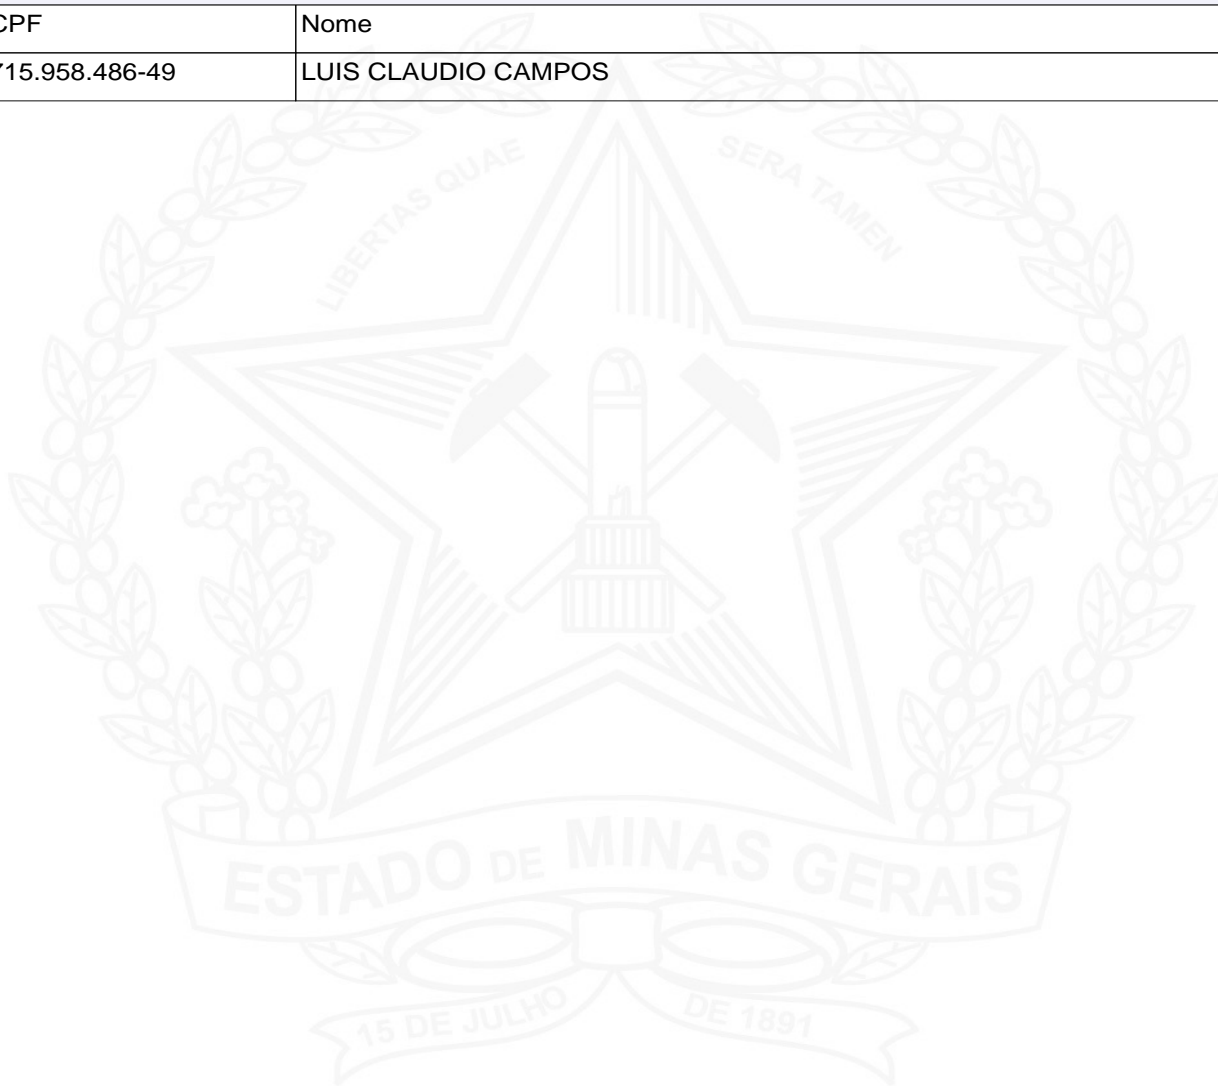 CPF Nome
715.958.486-49 LUIS CLAUDIO CAMPOS
LIBERTAS QUAE SERA TAMEN
ESTADO DE MINAS GERAIS
15 DE JULHO DE 1891